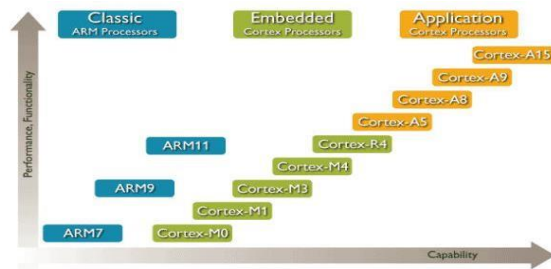 Classic
ARM Processors
Embedded
Cortex Processors
Application
Cortex Processors
Cortex-A15
Cortex-A9
Cortex-A8
Cortex-A5
ARM11
Cortex-R4
Cortex-M4
ARM9
Cortex-M3
Cortex-M1
ARM7
Cortex-M0
Performance, Functionality
Capability